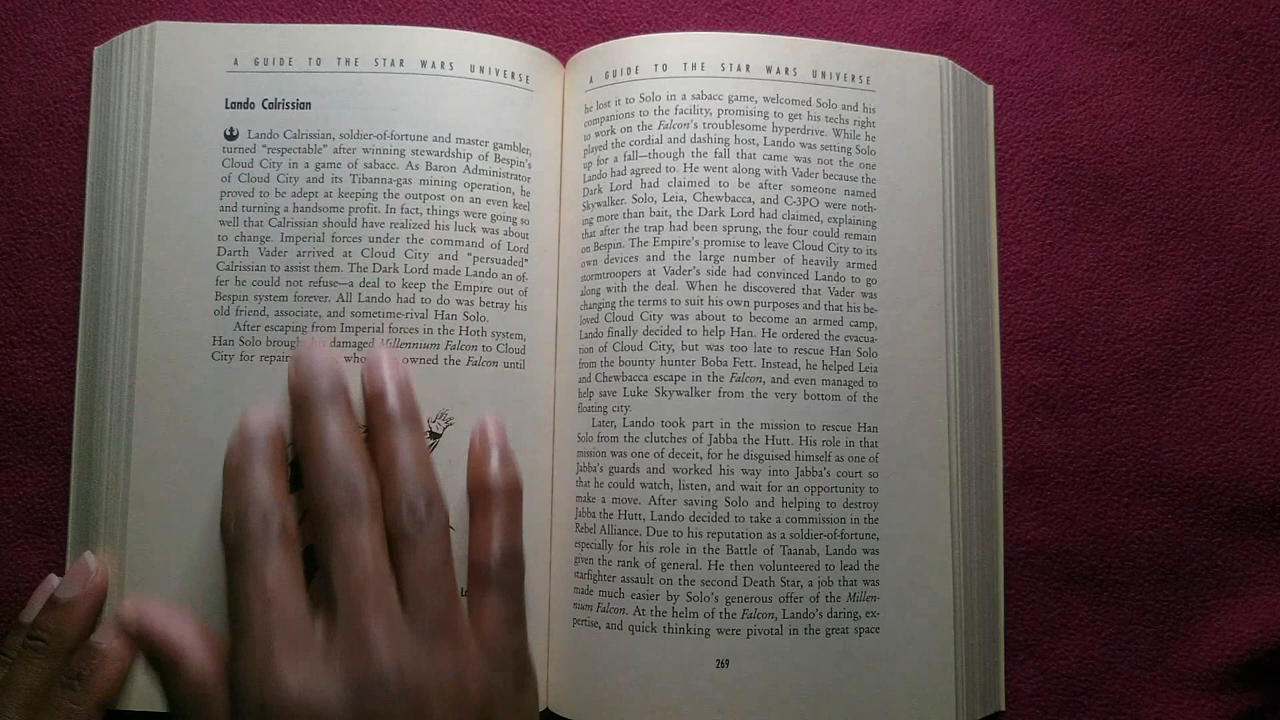 A GUIDE TO THE STAR WARS UNIVERSE
Lando Calrissian
Lando Calrissian, soldier-of-fortune and master gambler,
turned "respectable" after winning stewardship of Bespin's
Cloud City in a game of sabacc. As Baron Administrator
of Cloud City and its Tibanna-gas mining operation, he
proved to be adept at keeping the outpost on an even keel
and turning a handsome profit. In fact, things were going so
well that Calrissian should have realized his luck was about
to change. Imperial forces under the command of Lord
Darth Vader arrived at Cloud City and "persuaded"
Calrissian to assist them. The Dark Lord made Lando an of-
fer he could not refuse—a deal to keep the Empire out of
Bespin system forever. All Lando had to do was betray his
old friend, associate, and sometime-rival Han Solo.
After escaping from Imperial forces in the Hoth system,
Han Solo brought his damaged Millennium Falcon to Cloud
City for repairs who owned the Falcon until
A GUIDE TO THE STAR WARS UNIVERSE
he lost it to Solo in a sabacc game, welcomed Solo and his
companions to the facility, promising to get his techs right
to work on the Falcon's troublesome hyperdrive. While he
played the cordial and dashing host, Lando was setting Solo
up for a fall—though the fall that came was not the one
Lando had agreed to. He went along with Vader because the
Dark Lord had claimed to be after someone named
Skywalker. Solo, Leia, Chewbacca, and C-3PO were noth-
ing more than bait, the Dark Lord had claimed, explaining
that after the trap had been sprung, the four could remain
on Bespin. The Empire's promise to leave Cloud City to its
own devices and the large number of heavily armed
stormtroopers at Vader's side had convinced Lando to go
along with the deal. When he discovered that Vader was
changing the terms to suit his own purposes and that his be-
loved Cloud City was about to become an armed camp,
Lando finally decided to help Han. He ordered the evacua-
tion of Cloud City, but was too late to rescue Han Solo
from the bounty hunter Boba Fett. Instead, he helped Leia
and Chewbacca escape in the Falcon, and even managed to
help save Luke Skywalker from the very bottom of the
floating city.
Later, Lando took part in the mission to rescue Han
Solo from the clutches of Jabba the Hutt. His role in that
mission was one of deceit, for he disguised himself as one of
Jabba's guards and worked his way into Jabba's court so
that he could watch, listen, and wait for an opportunity to
make a move. After saving Solo and helping to destroy
Jabba the Hutt, Lando decided to take a commission in the
Rebel Alliance. Due to his reputation as a soldier-of-fortune,
especially for his role in the Battle of Taanab, Lando was
given the rank of general. He then volunteered to lead the
starfighter assault on the second Death Star, a job that was
made much easier by Solo's generous offer of the Millen-
nium Falcon. At the helm of the Falcon, Lando's daring, ex-
pertise, and quick thinking were pivotal in the great space
269